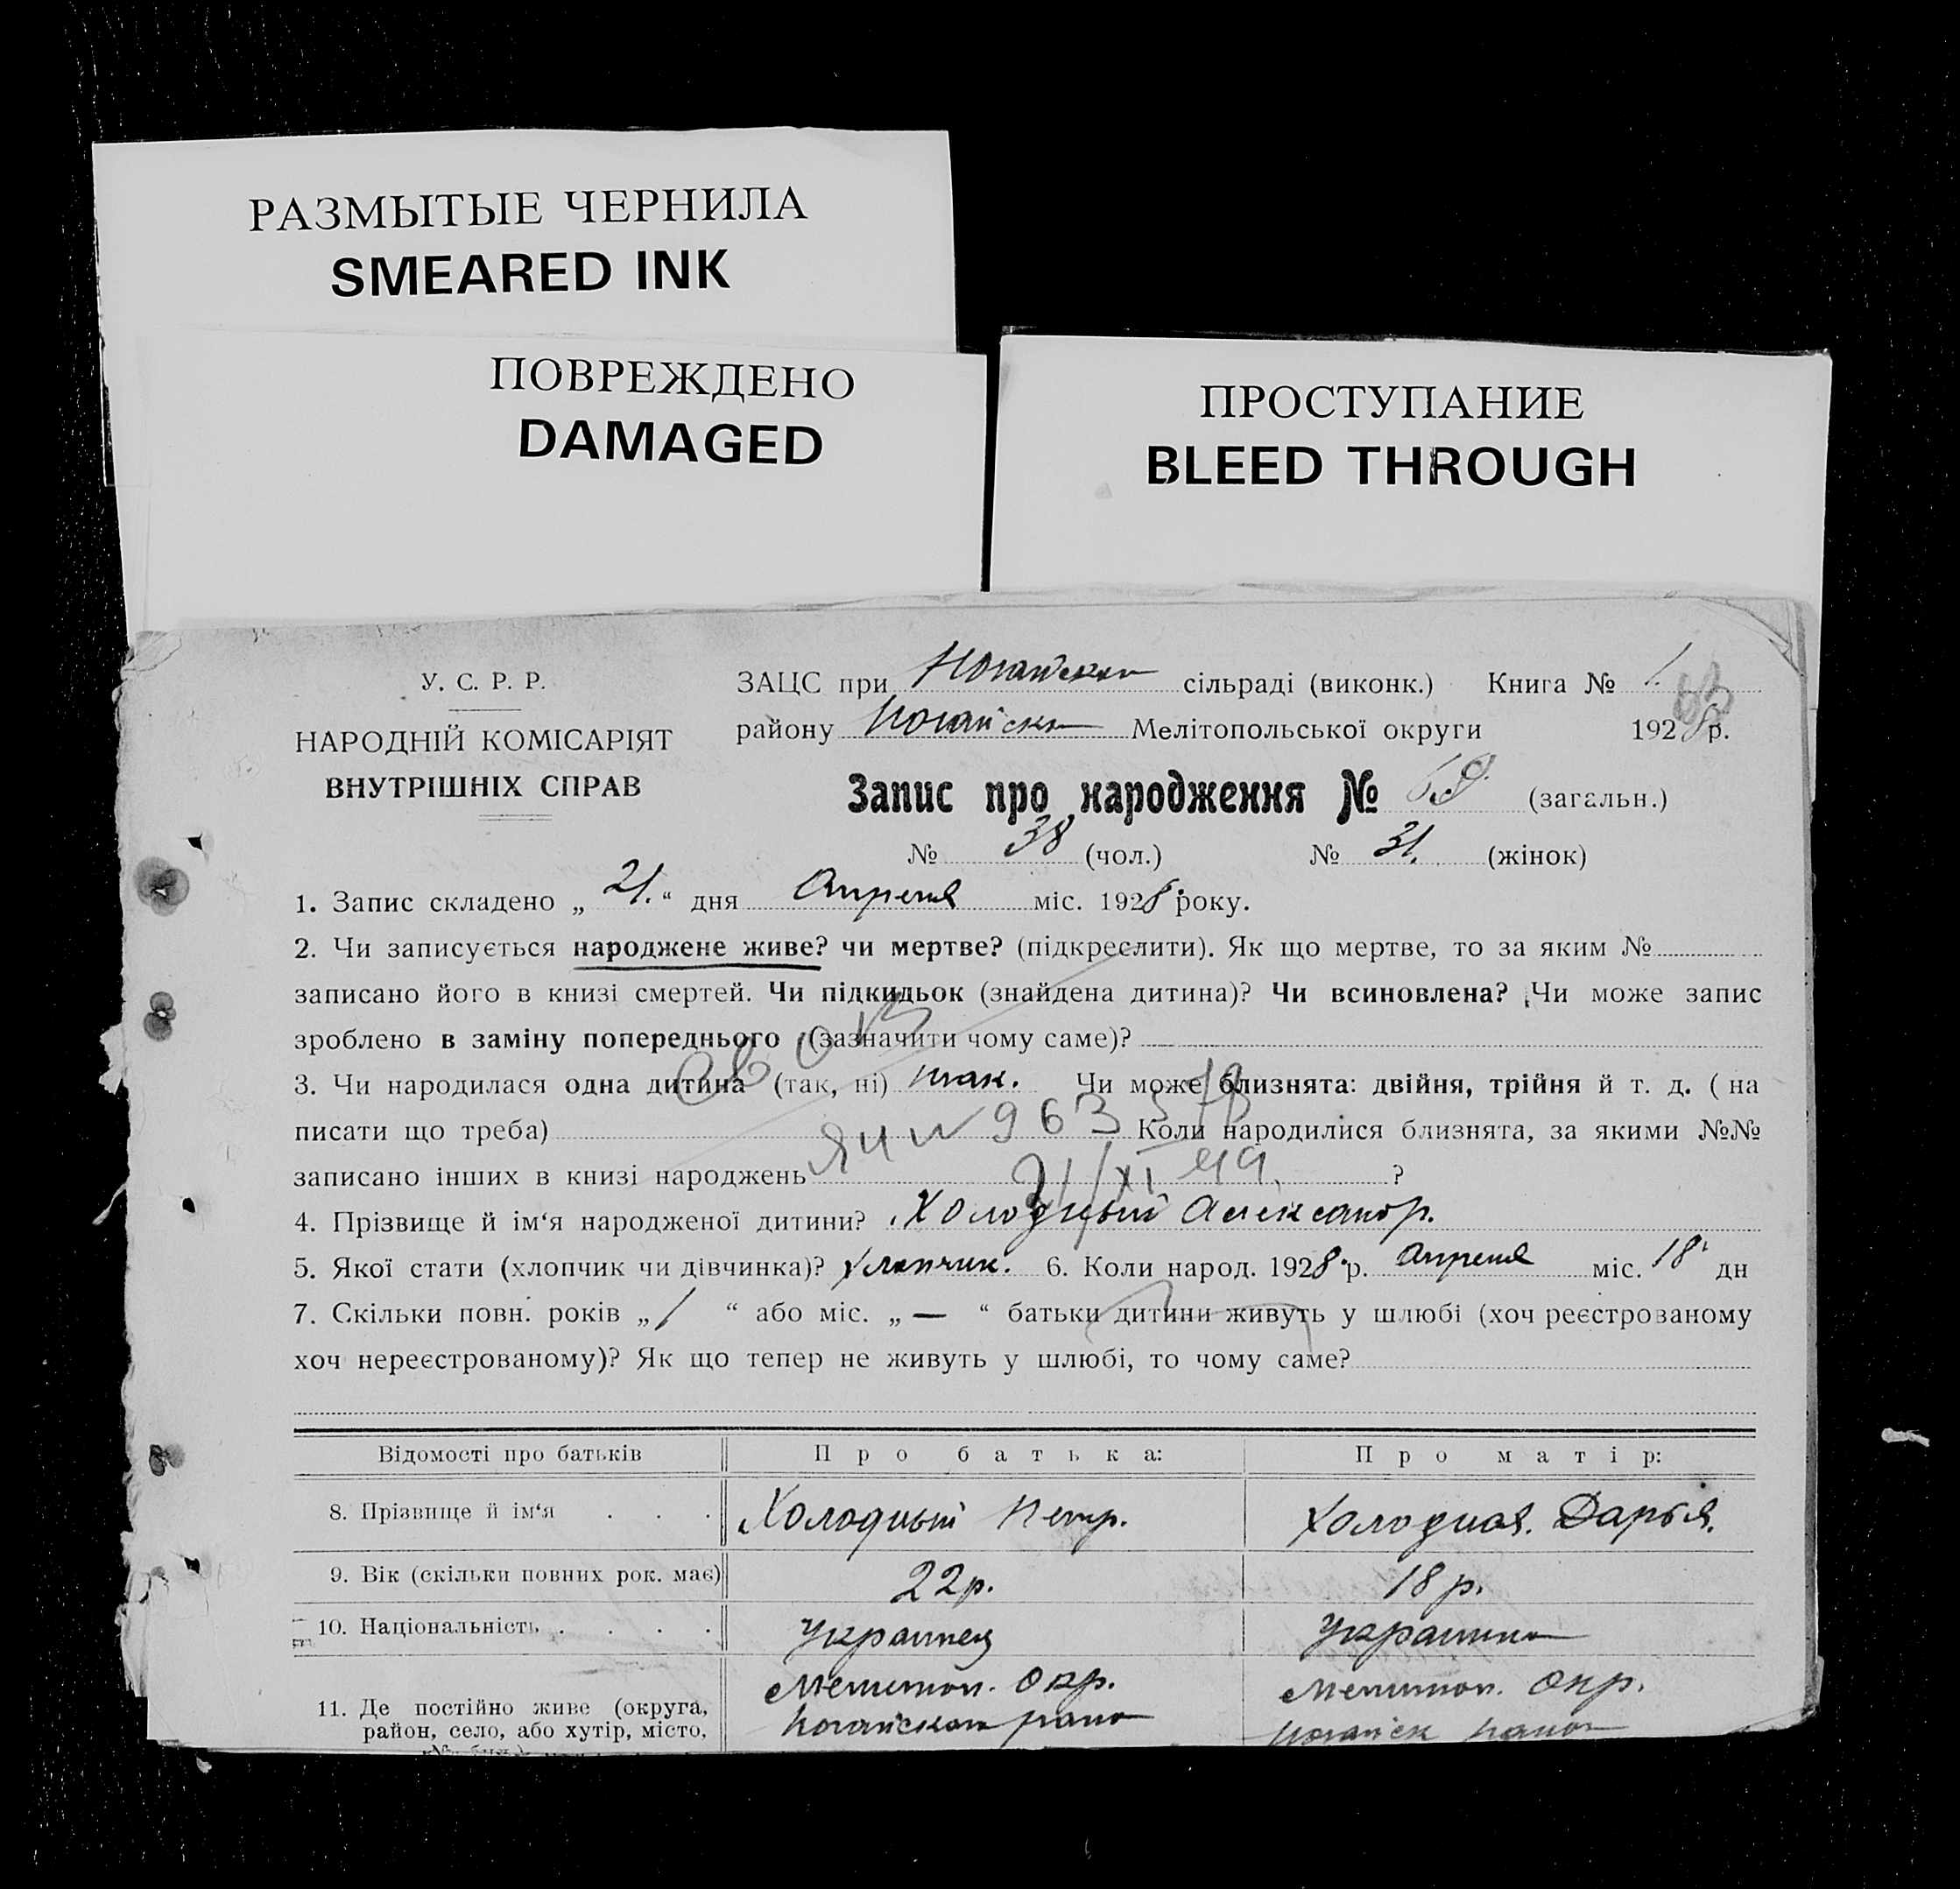 РАЗМЫТЫЕ ЧЕРНИЛА
SMEARED INK
ПОВРЕЖДЕНО
DAMAGED
ПРОСТУПАНИЕ
BLEED THROUGH
У. С. Р. Р.
НАРОДНІЙ КОМІСАРІЯТ
ВНУТРІШНІХ СПРАВ
ЗАЦС при сільраді (виконк.) Книга № 1.
63
району Мелітопольської округи 1928 р.
Запис про народження № 69 (загальн.)
№ 38 (чол.) № 31. (жінок)
1. Запис складено „ 21. “ дня Апреля міс. 1928 року.
2. Чи записується народжене живе? чи мертве? (підкреслити). Як що мертве, то за яким №
записано його в книзі смертей. Чи підкидьок (знайдена дитина)? Чи всиновлена? Чи може запис
зроблено в заміну попереднього (зазначити чому саме)?
3. Чи народилася одна дитина (так, ні) так. Чи може близнята: двійня, трійня й т. д. ( на
писати що треба) Коли народилися близнята, за якими №№
записано інших в книзі народжень ?
4. Прізвище й ім‘я народженої дитини? Холодный Александр.
5. Якої стати (хлопчик чи дівчинка)? хлопчик. 6. Коли народ. 1928 р. Апреля міс. 18 дн
7. Скільки повн. років „ 1 “ або міс. „ — “ батьки дитини живуть у шлюбі (хоч реєстрованому
хоч нереєстрованому)? Як що тепер не живуть у шлюбі, то чому саме?
Відомості про батьків Про батька: Про матір:
8. Прізвище й ім‘я . . . Холодный Петр. Холодная. Дарья.
9. Вік (скільки повних рок. має) 22 р. 18 р.
10. Національність . . . . Украинец Украинка
11. Де постійно живе (округа, Мелитоп. Окр. Мелитоп. Окр.
район, село, або хутір, місто, Ногайск